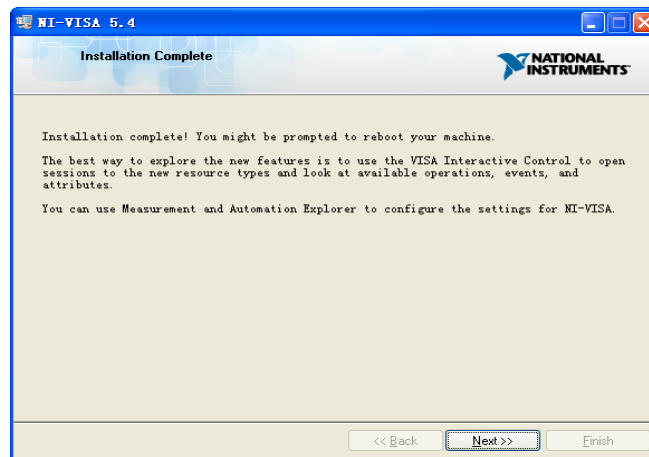 NI-VISA 5.4
Installation Complete
NATIONAL
INSTRUMENTS
Installation complete! You might be prompted to reboot your machine.
The best way to explore the new features is to use the VISA Interactive Control to open
sessions to the new resource types and look at available operations, events, and
attributes.
You can use Measurement and Automation Explorer to configure the settings for NI-VISA.
<< Back
Next >>
Finish